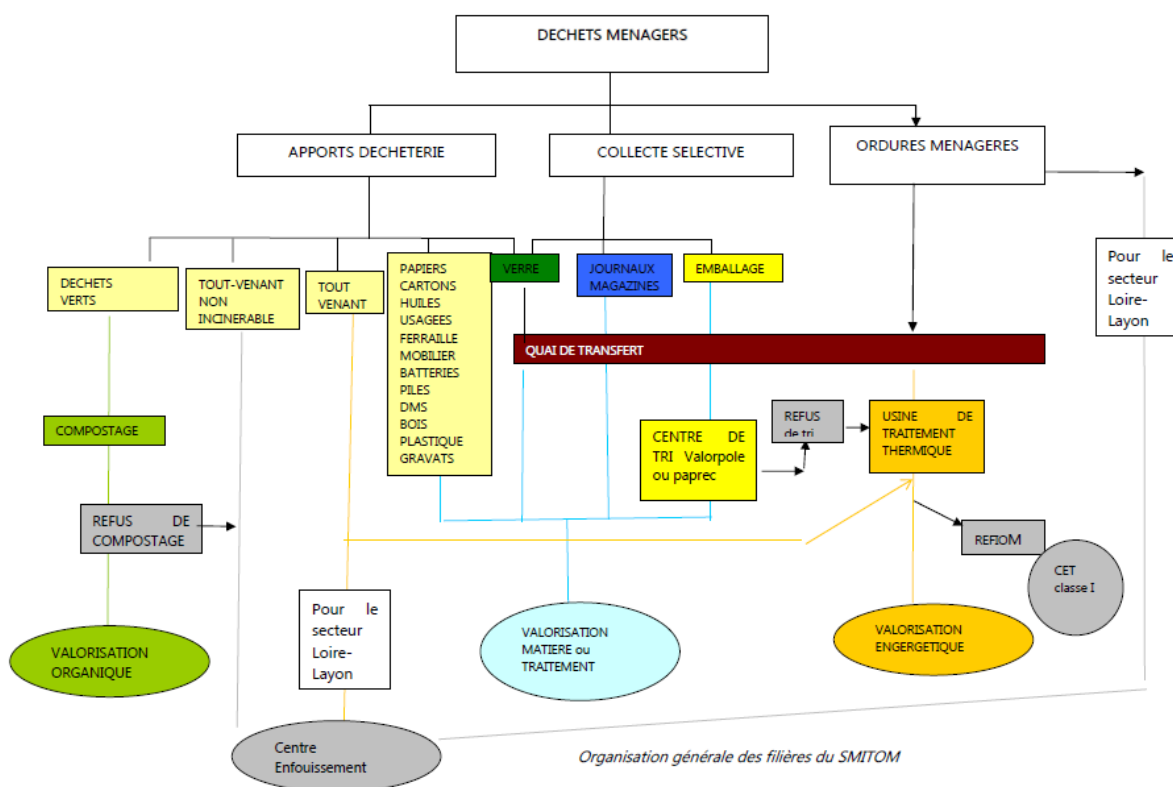 DECHETS MENAGERS
APPORTS DECHETERIE
COLLECTE SELECTIVE
ORDURES MENAGERES
DECHETS
VERTS
TOUT-VENANT
NON
INCINERABLE
TOUT
VENANT
PAPIERS
CARTONS
HUILES
USAGEES
FERRAILLE
MOBILIER
BATTERIES
PILES
DMS
BOIS
PLASTIQUE
GRAVATS
VERRE
JOURNAUX
MAGAZINES
EMBALLAGE
Pour le
secteur
Loire-
Layon
QUAI DE TRANSFERT
COMPOSTAGE
CENTRE DE
TRI Valorpole
ou paprec
REFUS
de tri
USINE DE
TRAITEMENT
THERMIQUE
REFUS DE
COMPOSTAGE
REFIOM
CET
classe I
Pour le
secteur
Loire-
Layon
VALORISATION
ORGANIQUE
VALORISATION
MATIERE ou
TRAITEMENT
VALORISATION
ENGERGETIQUE
Centre
Enfouissement
Organisation générale des filières du SMITOM